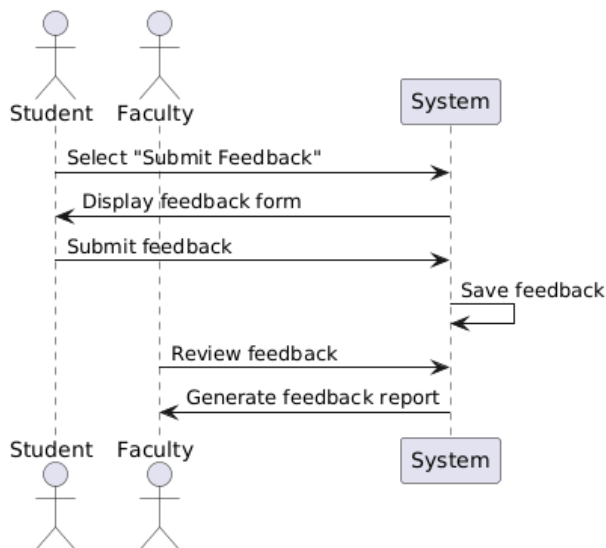 Student Faculty
System
Select "Submit Feedback"
Display feedback form
Submit feedback
Save feedback
Review feedback
Generate feedback report
Student Faculty
System